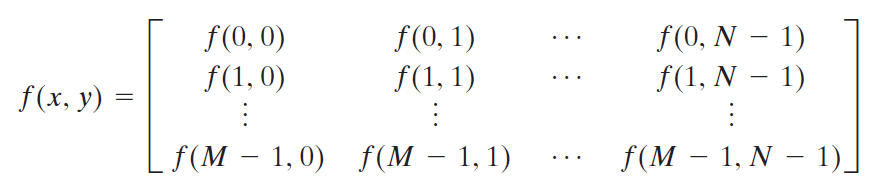 f(0, 0) f(0, 1) ··· f(0, N − 1)
f(1, 0) f(1, 1) ··· f(1, N − 1)
f(x, y) =
⋮ ⋮ ⋮
f(M − 1, 0) f(M − 1, 1) ··· f(M − 1, N − 1)